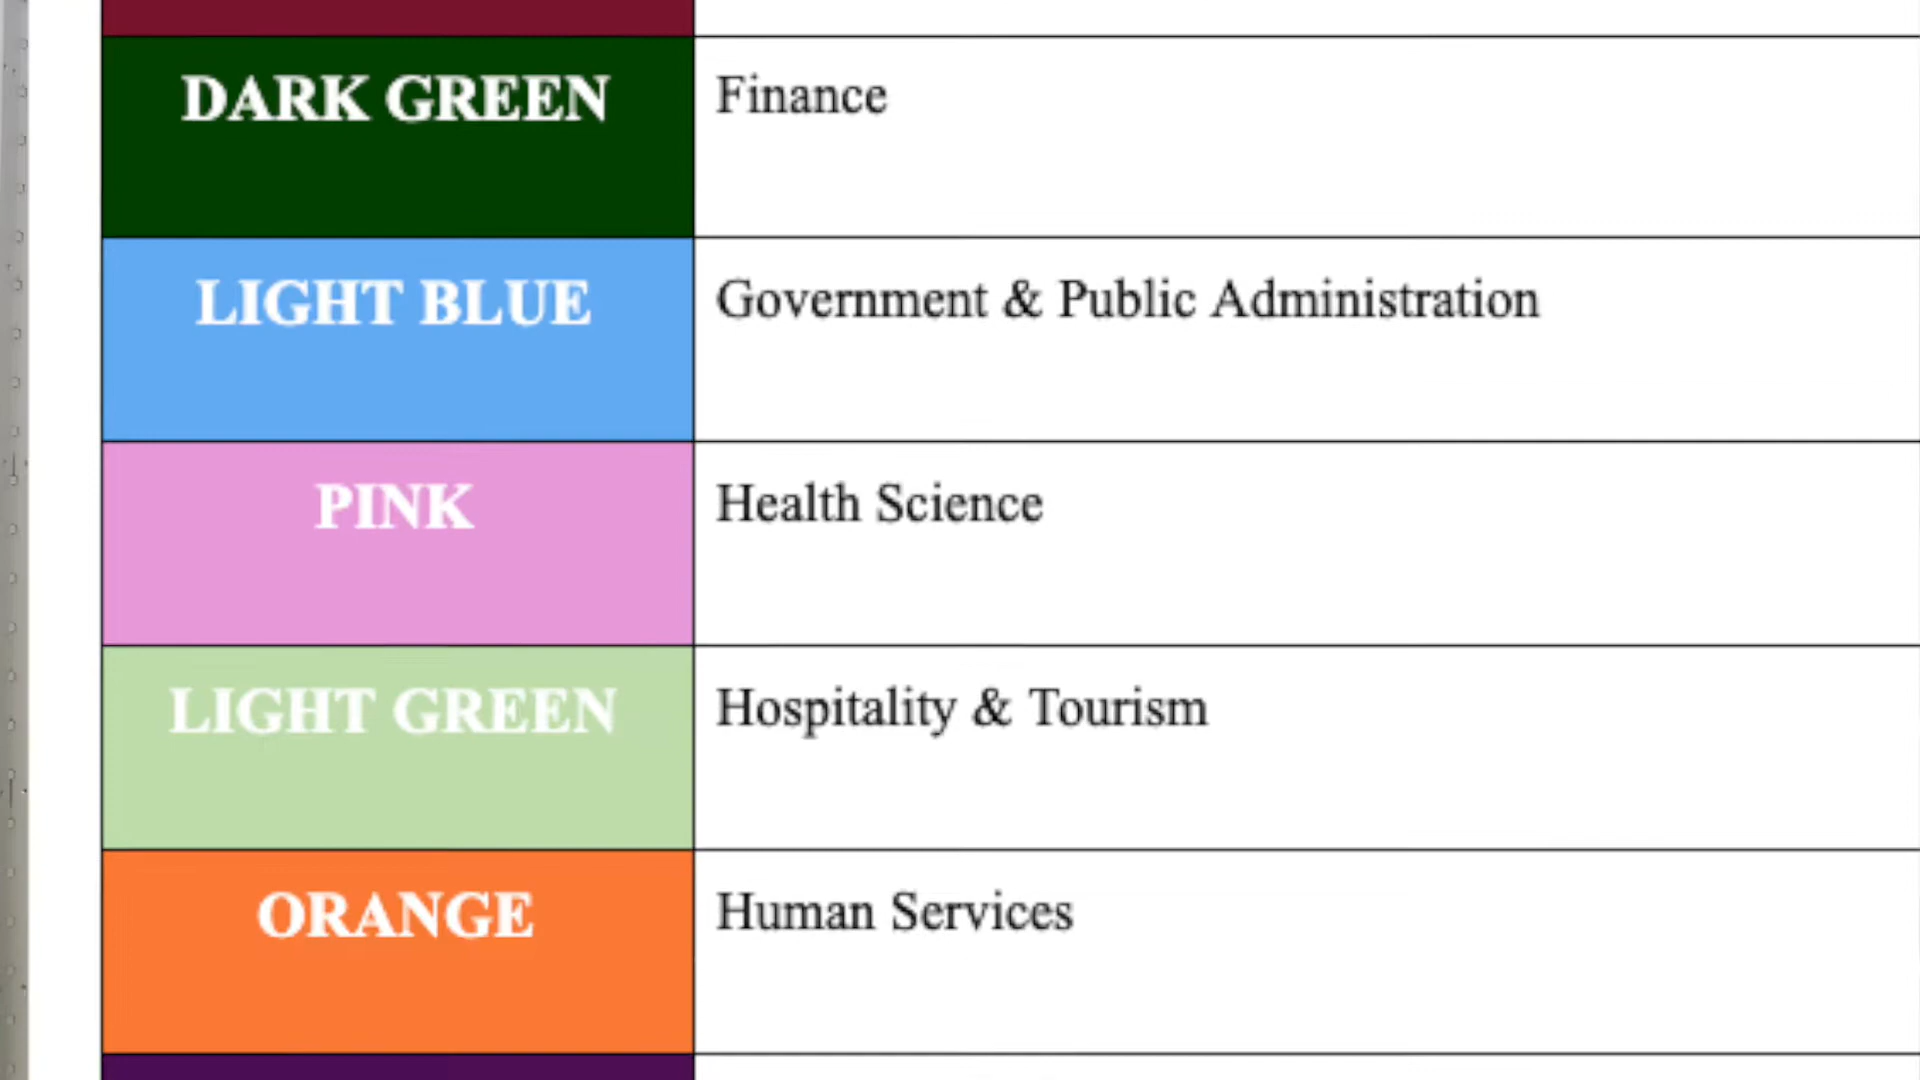 DARK GREEN Finance
LIGHT BLUE Government & Public Administration
PINK Health Science
LIGHT GREEN Hospitality & Tourism
ORANGE Human Services